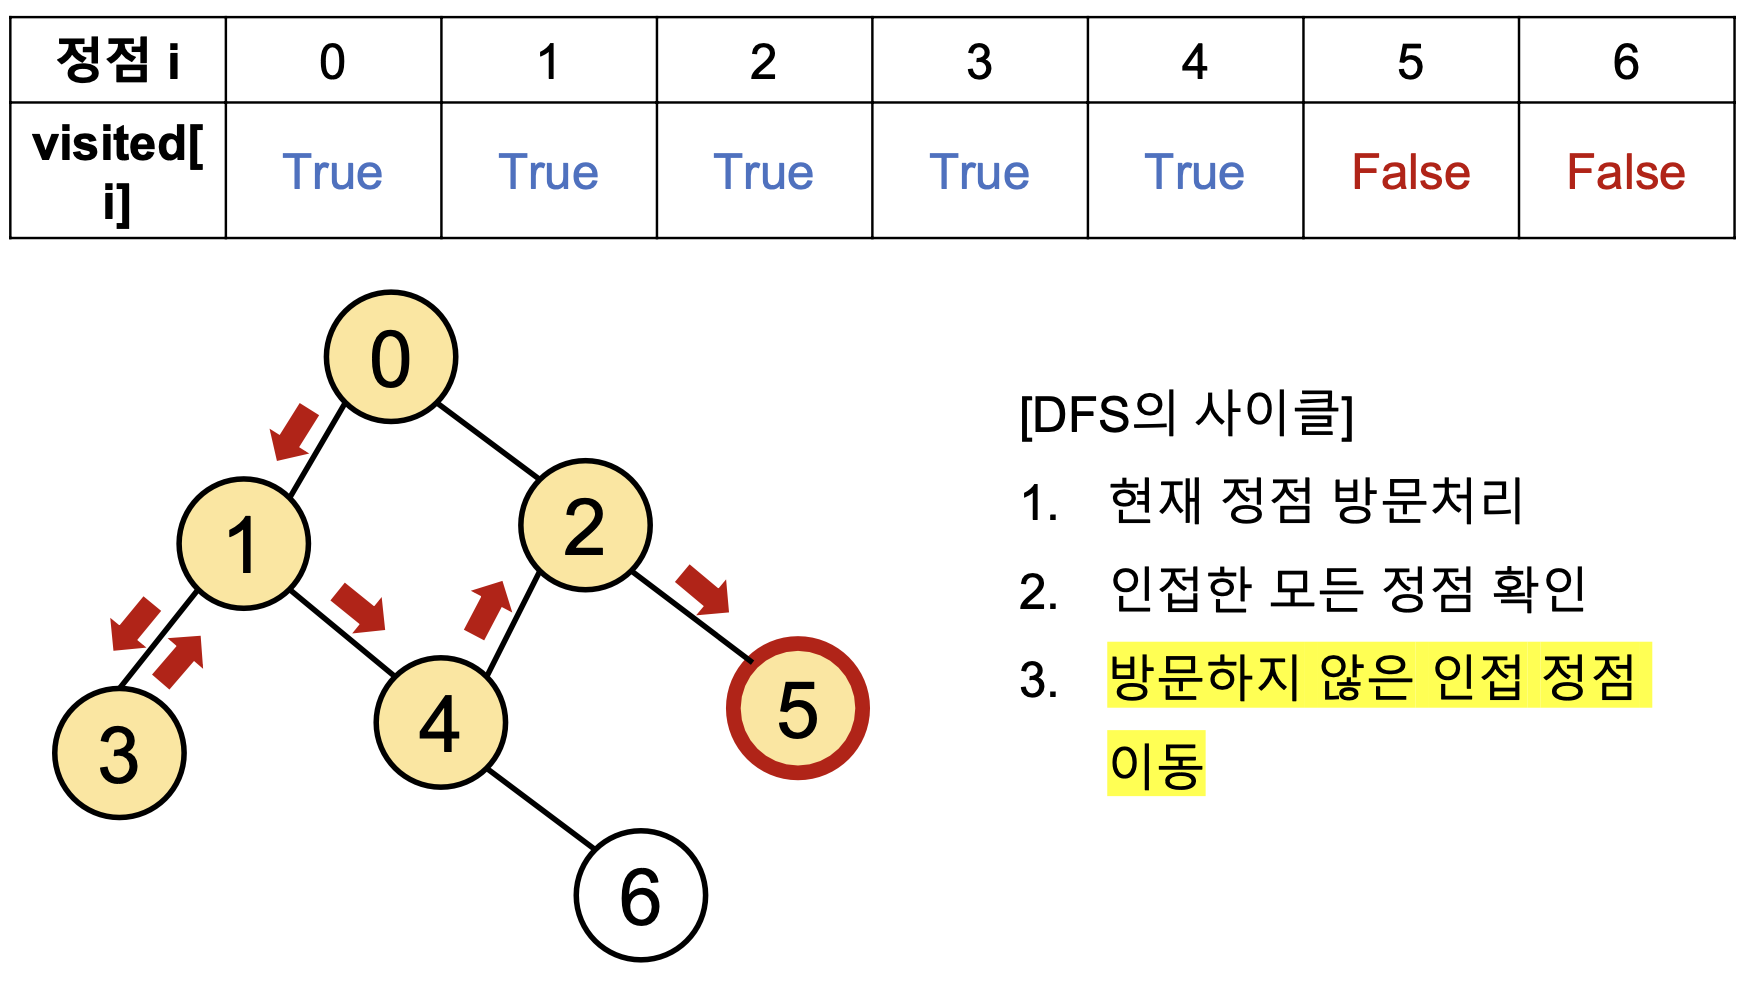 정점 i 0 1 2 3 4 5 6
visited[
i] True True True True True False False
0
1
2
3
4
5
6
[DFS의 사이클]
1. 현재 정점 방문처리
2. 인접한 모든 정점 확인
3. 방문하지 않은 인접 정점
이동